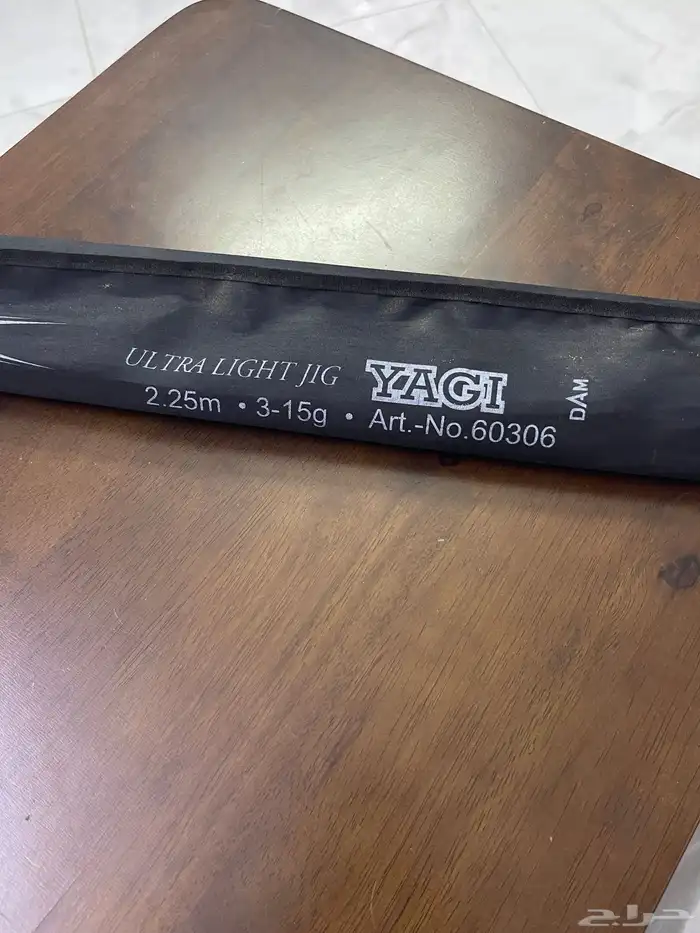 ULTRA LIGHT JIG YAGI DAM
2.25m • 3-15g • Art.-No.60306
حراج